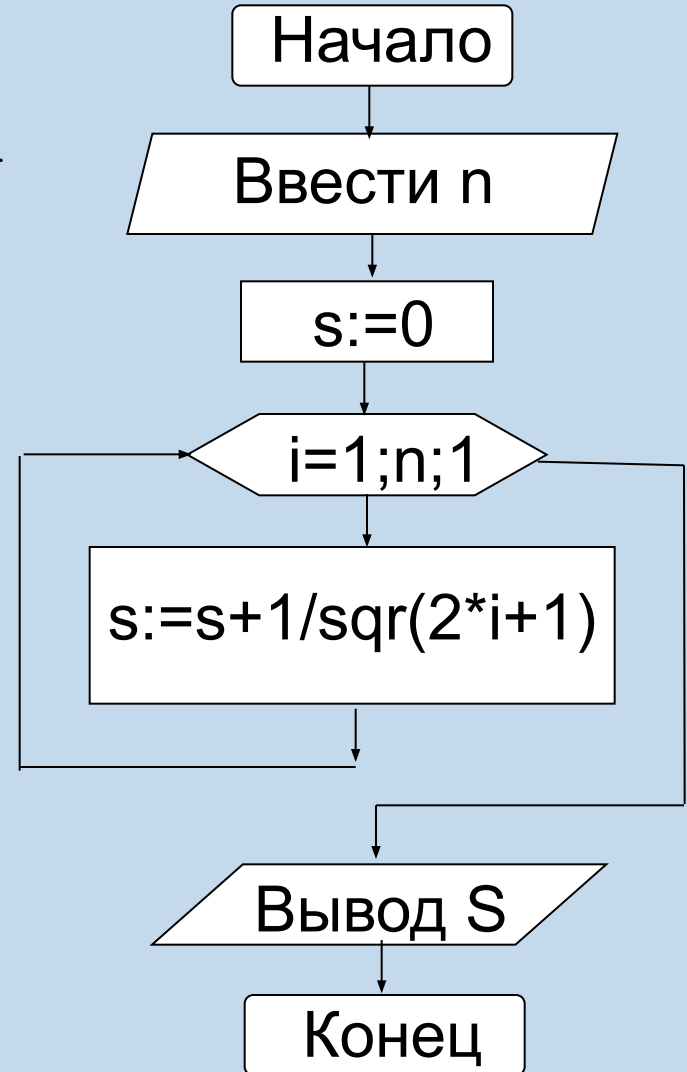 Начало
Ввести n
s:=0
i=1;n;1
s:=s+1/sqr(2*i+1)
Вывод S
Конец